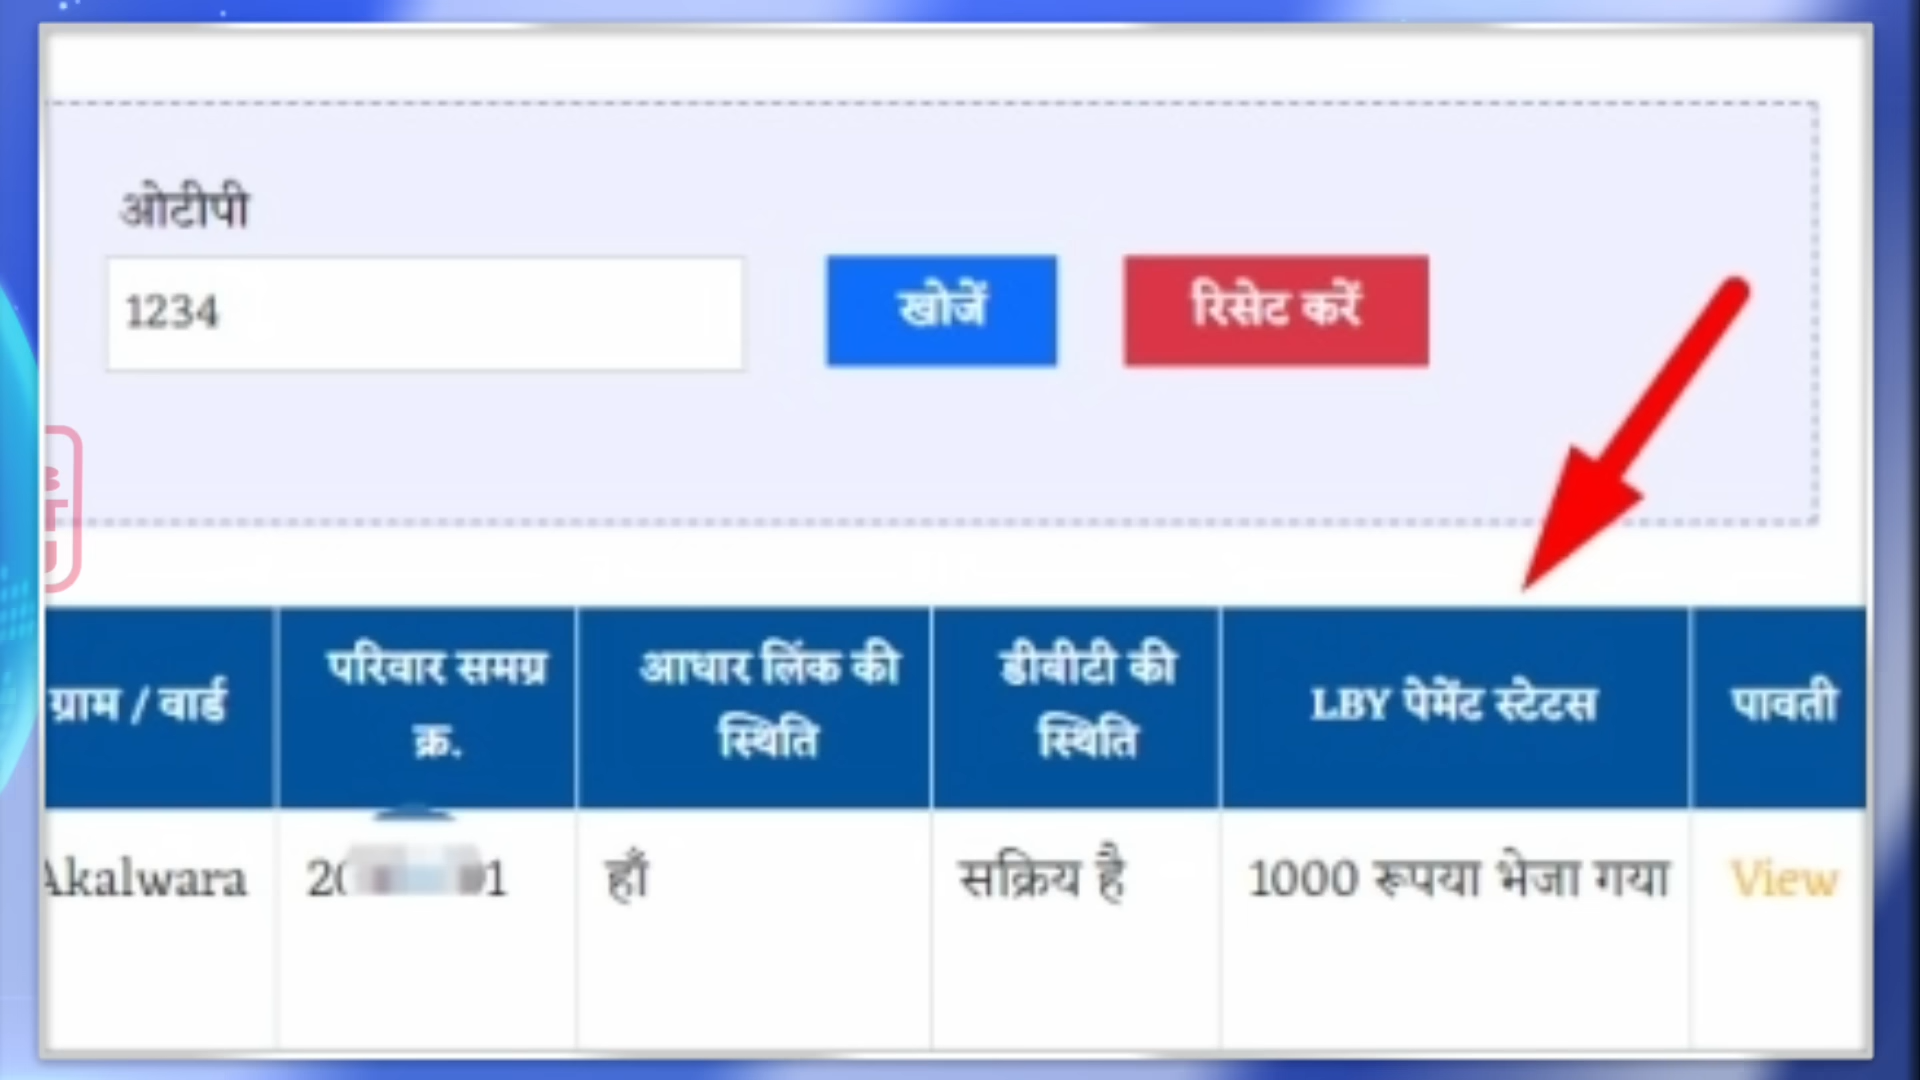 ओटीपी
1234
खोजें
रिसेट करें
ग्राम / वार्ड
परिवार समग्र
क्र.
आधार लिंक की
स्थिति
डीबीटी की
स्थिति
LBY पेमेंट स्टेटस
पावती
Akalwara
हाँ
सक्रिय है
1000 रूपया भेजा गया
View